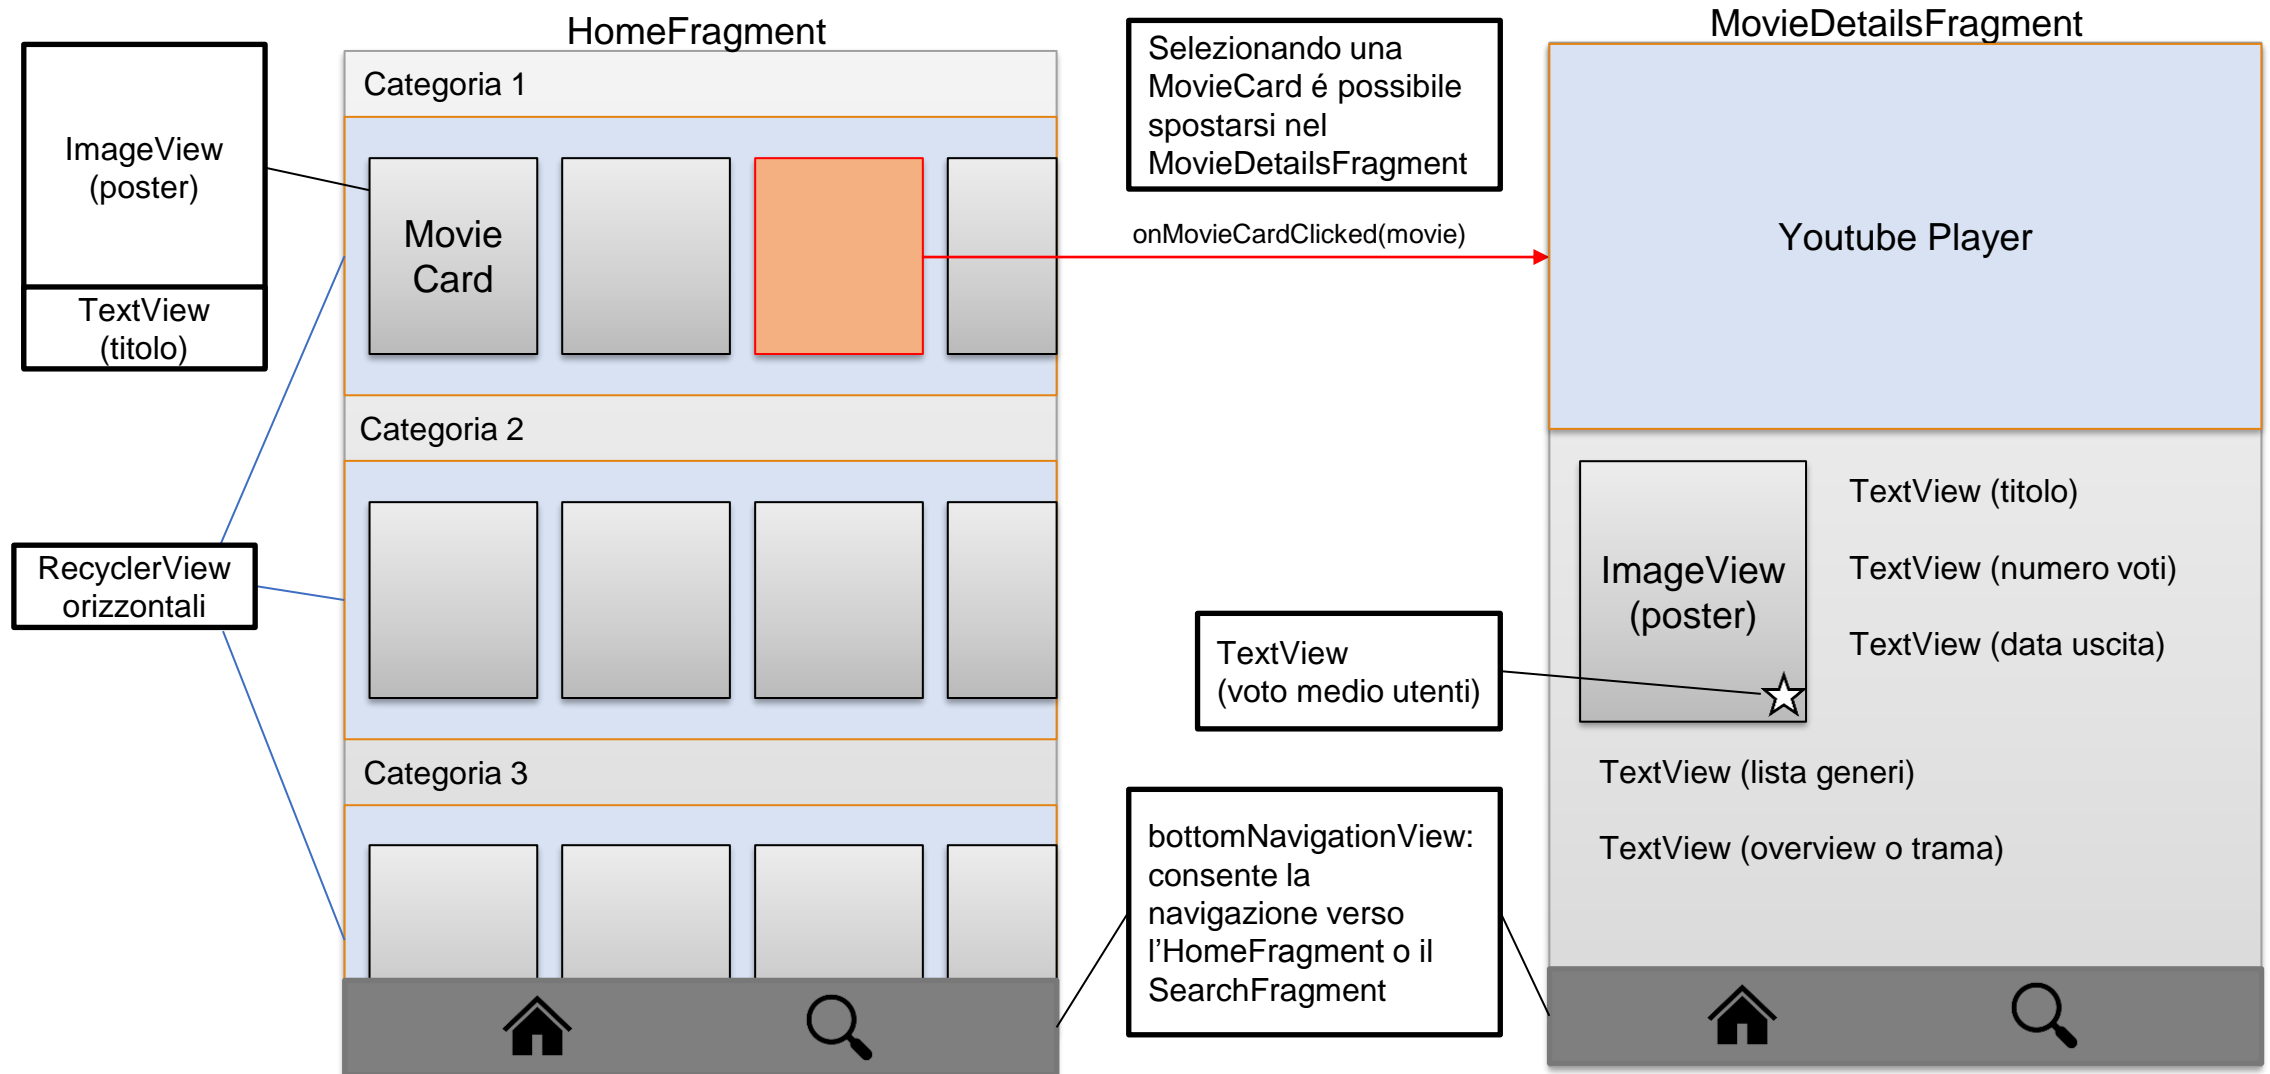 HomeFragment
MovieDetailsFragment
ImageView
(poster)
TextView
(titolo)
Categoria 1
Movie
Card
Selezionando una
MovieCard é possibile
spostarsi nel
MovieDetailsFragment
onMovieCardClicked(movie)
Youtube Player
Categoria 2
RecyclerView
orizzontali
Categoria 3
TextView
(voto medio utenti)
ImageView
(poster)
TextView (titolo)
TextView (numero voti)
TextView (data uscita)
TextView (lista generi)
TextView (overview o trama)
bottomNavigationView:
consente la
navigazione verso
l’HomeFragment o il
SearchFragment